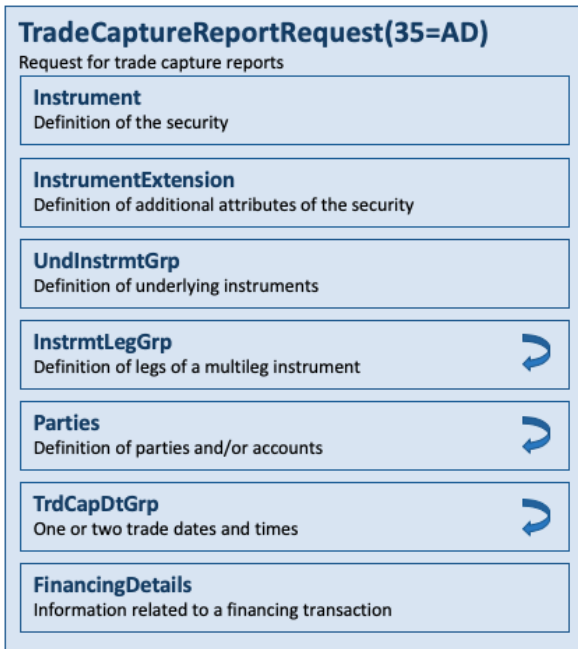 TradeCaptureReportRequest(35=AD)
Request for trade capture reports
Instrument
Definition of the security
InstrumentExtension
Definition of additional attributes of the security
UndInstrmtGrp
Definition of underlying instruments
InstrmtLegGrp
Definition of legs of a multileg instrument
Parties
Definition of parties and/or accounts
TrdCapDtGrp
One or two trade dates and times
FinancingDetails
Information related to a financing transaction